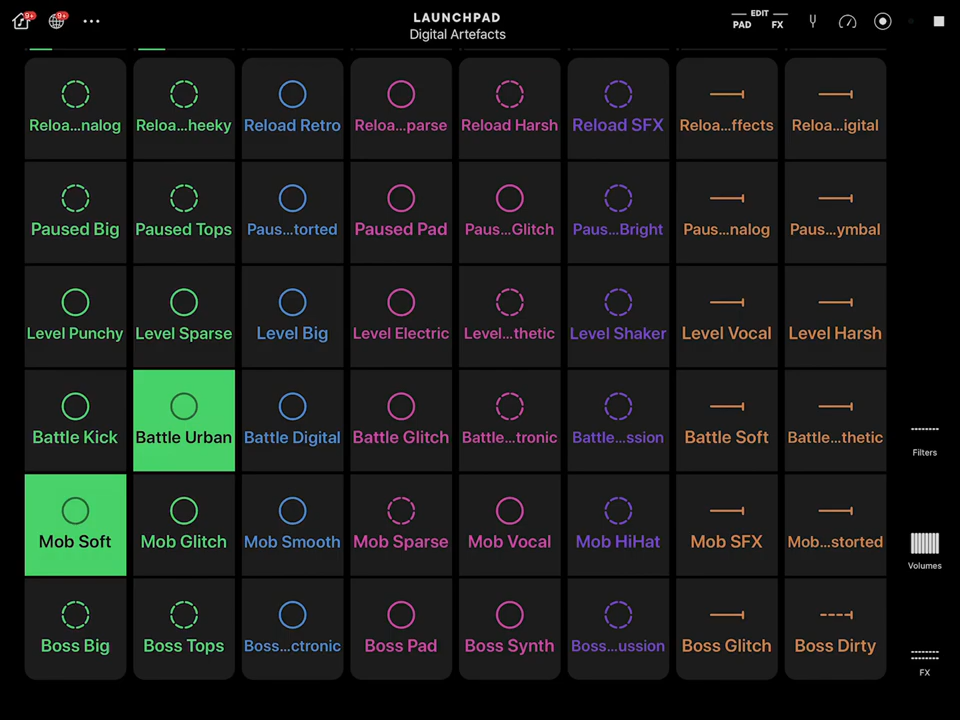 9+
9+
LAUNCHPAD
Digital Artefacts
EDIT
PAD FX
Reloa...nalog Reloa...heeky Reload Retro Reloa...parse Reload Harsh Reload SFX Reloa...ffects Reloa...igital
Paused Big Paused Tops Paus...torted Paused Pad Paus...Glitch Paus...Bright Paus...nalog Paus...ymbal
Level Punchy Level Sparse Level Big Level Electric Level...thetic Level Shaker Level Vocal Level Harsh
Battle Kick Battle Urban Battle Digital Battle Glitch Battle...tronic Battle...ssion Battle Soft Battle...thetic
Filters
Mob Soft Mob Glitch Mob Smooth Mob Sparse Mob Vocal Mob HiHat Mob SFX Mob...storted
Volumes
Boss Big Boss Tops Boss...ctronic Boss Pad Boss Synth Boss...ussion Boss Glitch Boss Dirty
FX